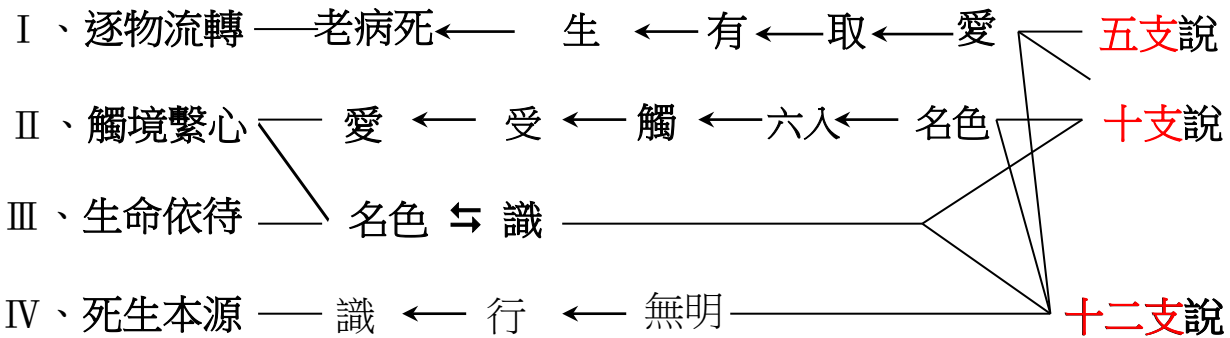 Ⅰ、逐物流轉 老病死 ← 生 ← 有 ← 取 ← 愛 五支說
Ⅱ、觸境繫心 愛 ← 受 ← 觸 ← 六入 ← 名色 十支說
Ⅲ、生命依待 名色 ⇆ 識
Ⅳ、死生本源 識 ← 行 ← 無明 十二支說